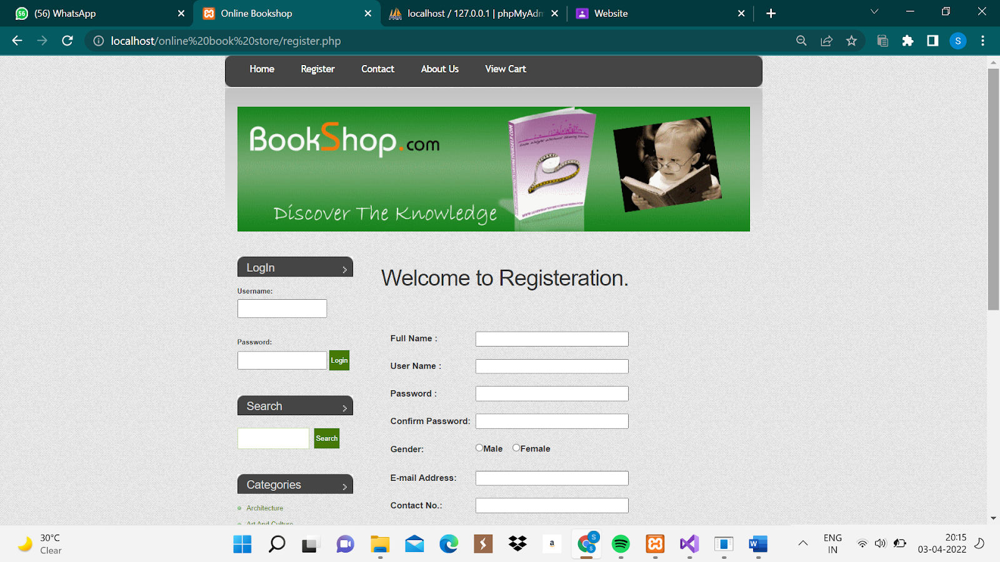 (56) WhatsApp
Online Bookshop
localhost / 127.0.0.1 | phpMyAdm
Website
localhost/online%20book%20store/register.php
S
Home Register Contact About Us View Cart
BookShop.com
Discover The Knowledge
LogIn
Username:
Password:
Login
Search
Search
Categories
Architecture
Art And Culture
Welcome to Registeration.
Full Name :
User Name :
Password :
Confirm Password:
Gender: Male Female
E-mail Address:
Contact No.:
30°C
Clear
ENG
IN
20:15
03-04-2022